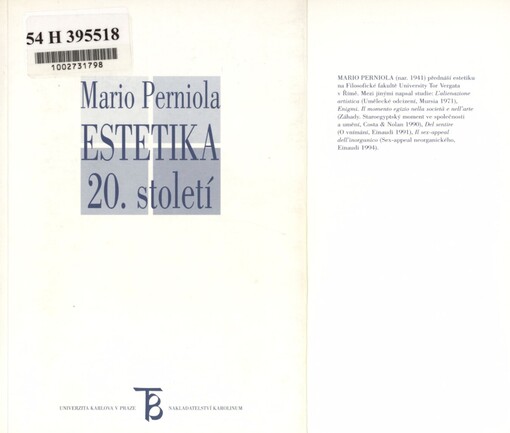 54 H 395518
1002731798
Mario Perniola
ESTETIKA
20. století
UNIVERZITA KARLOVA V PRAZE
NAKLADATELSTVÍ KAROLINUM
MARIO PERNIOLA (nar. 1941) přednáší estetiku
na Filosofické fakultě University Tor Vergata
v Římě. Mezi jinými napsal studie: L'alienazione
artistica (Umělecké odcizení, Mursia 1971),
Enigmi. Il momento egizio nella società e nell'arte
(Záhady. Staroegyptský moment ve společnosti
a umění, Costa & Nolan 1990), Del sentire
(O vnímání, Einaudi 1991), Il sex-appeal
dell'inorganico (Sex-appeal neorganického,
Einaudi 1994).